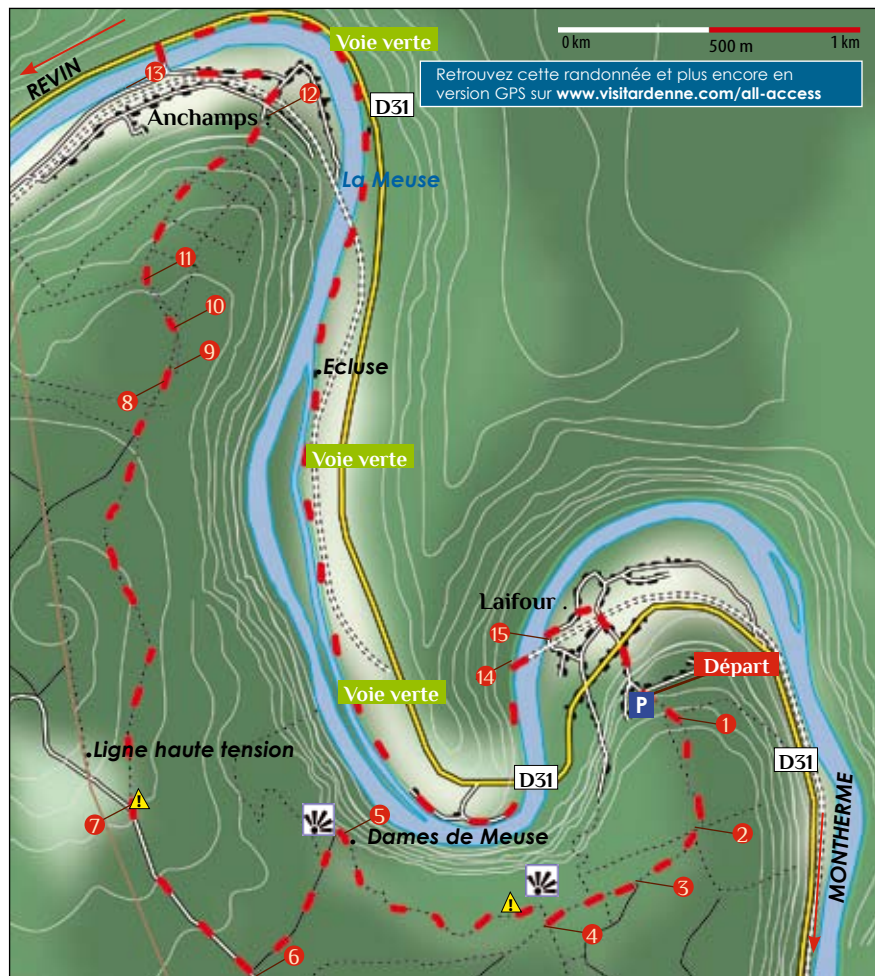 Voie verte
0 km
500 m
1 km
Retrouvez cette randonnée et plus encore en
version GPS sur www.visitardenne.com/all-access
REVIN
13
12
Anchamps .
D31
La Meuse
11
10
9
8
Ecluse
Voie verte
Laifour .
15
14
Départ
P
1
Voie verte
Ligne haute tension
D31
D31
MONTHERME
7
5
Dames de Meuse
2
3
4
6